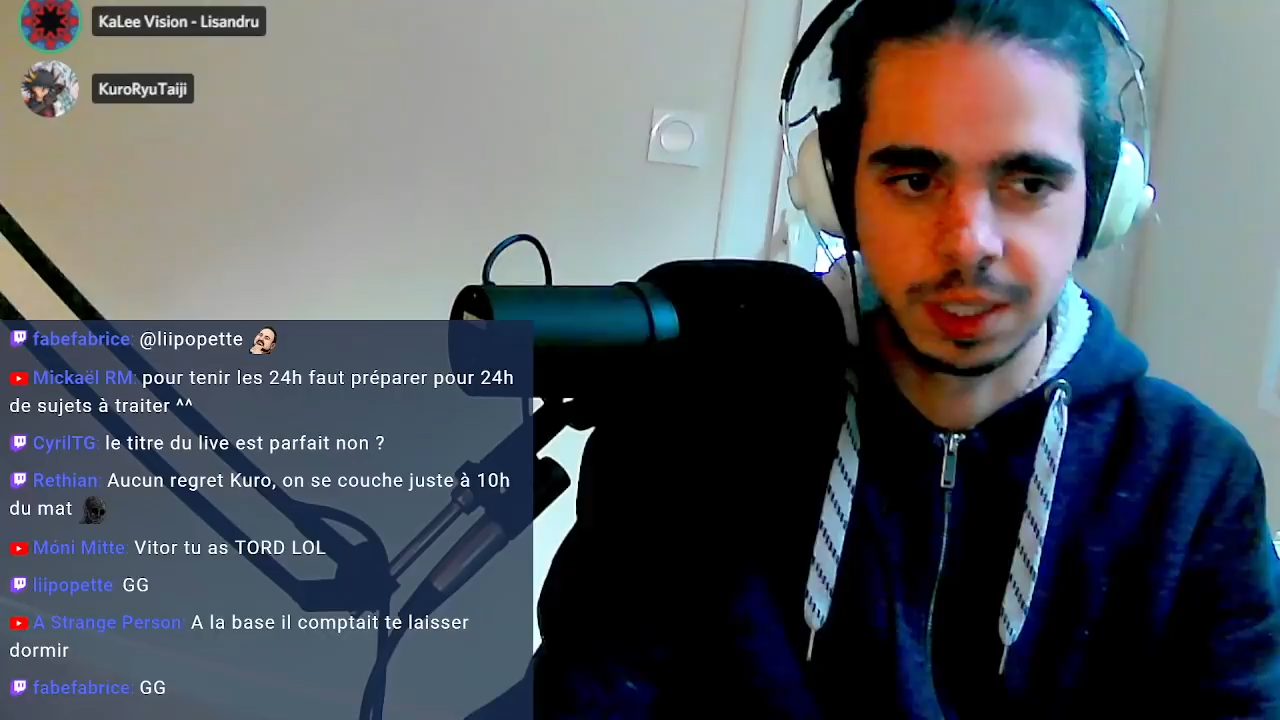 KaLee Vision - Lisandru
KuroRyuTaiji
fabefabrice: @liipopette
Mickaël RM: pour tenir les 24h faut préparer pour 24h
de sujets à traiter ^^
CyrilTG: le titre du live est parfait non ?
Rethian: Aucun regret Kuro, on se couche juste à 10h
du mat
Móni Mitte: Vitor tu as TORD LOL
liipopette: GG
A Strange Person: A la base il comptait te laisser
dormir
fabefabrice: GG